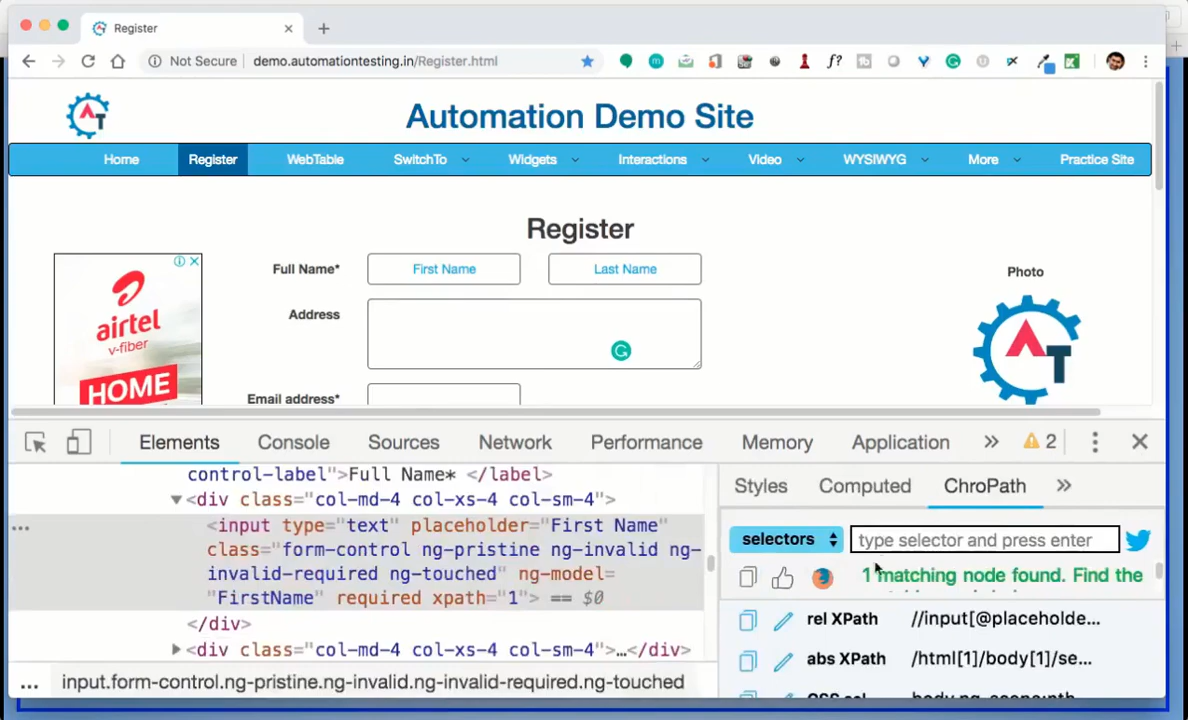 Register
Not Secure
demo.automationtesting.in/Register.html
f?
AT
Automation Demo Site
Home Register WebTable SwitchTo Widgets Interactions Video WYSIWYG More Practice Site
Register
airtel
v-fiber
HOME
Full Name*
First Name
Last Name
Address
Email address*
Photo
AT
Elements Console Sources Network Performance Memory Application » 2
control-label">Full Name* </label>
<div class="col-md-4 col-xs-4 col-sm-4">
<input type="text" placeholder="First Name"
class="form-control ng-pristine ng-invalid ng-
invalid-required ng-touched" ng-model=
"FirstName" required xpath="1"> == $0
</div>
<div class="col-md-4 col-xs-4 col-sm-4">…</div>
... input.form-control.ng-pristine.ng-invalid.ng-invalid-required.ng-touched
Styles Computed ChroPath »
selectors type selector and press enter
1 matching node found. Find the
rel XPath //input[@placeholde...
abs XPath /html[1]/body[1]/se...